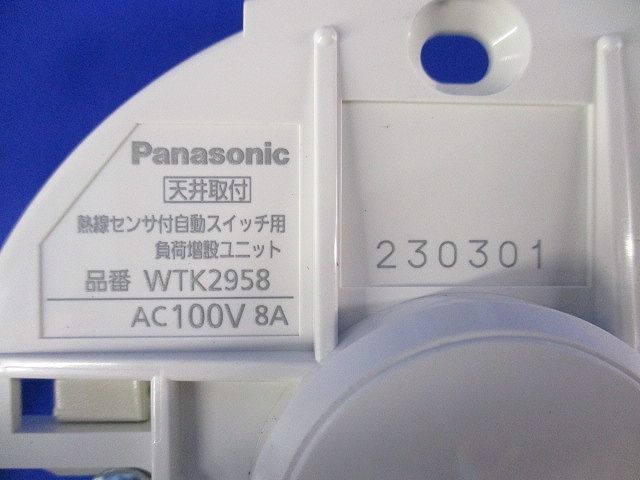 Panasonic
天井取付
熱線センサ付自動スイッチ用
負荷増設ユニット
品番 WTK2958
AC100V 8A
230301